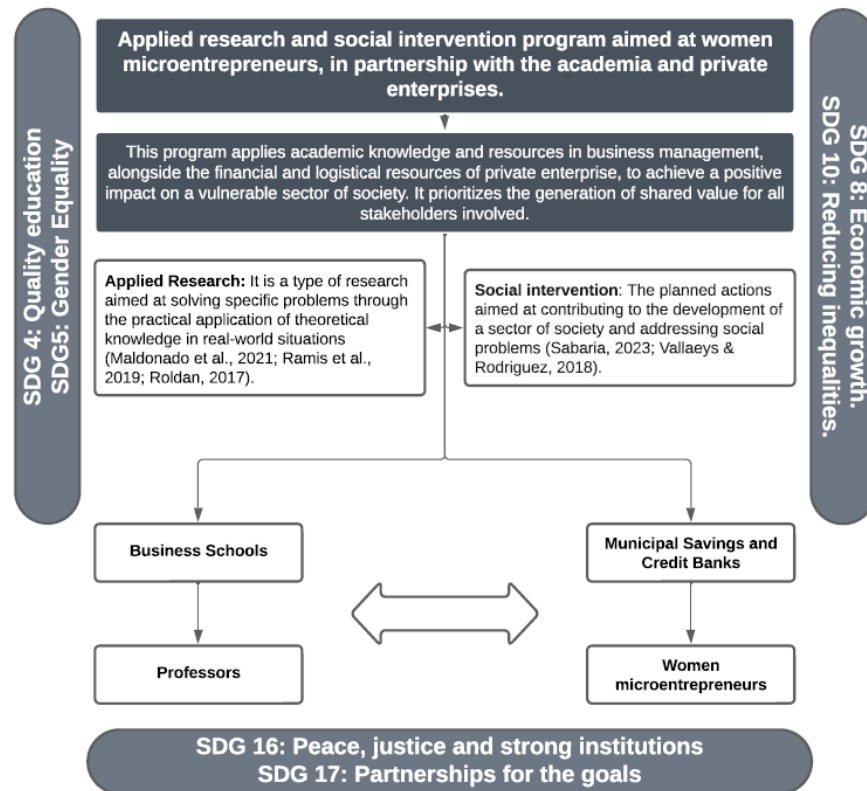 Applied research and social intervention program aimed at women
microentrepreneurs, in partnership with the academia and private
enterprises.
This program applies academic knowledge and resources in business management,
alongside the financial and logistical resources of private enterprise, to achieve a positive
impact on a vulnerable sector of society. It prioritizes the generation of shared value for all
stakeholders involved.
SDG 4: Quality education
SDG5: Gender Equality
SDG 8: Economic growth.
SDG 10: Reducing inequalities.
Applied Research: It is a type of research
aimed at solving specific problems through
the practical application of theoretical
knowledge in real-world situations
(Maldonado et al., 2021; Ramis et al.,
2019; Roldan, 2017).
Social intervention: The planned actions
aimed at contributing to the development of
a sector of society and addressing social
problems (Sabaria, 2023; Vallaeys &
Rodriguez, 2018).
Business Schools
Municipal Savings and
Credit Banks
Professors
Women
microentrepreneurs
SDG 16: Peace, justice and strong institutions
SDG 17: Partnerships for the goals